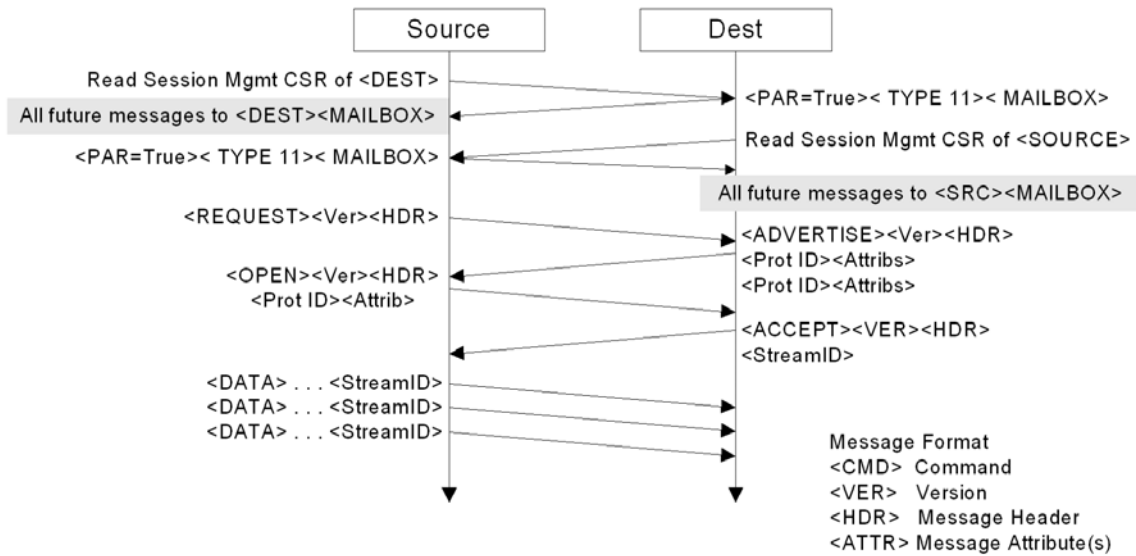 Source
Dest
Read Session Mgmt CSR of <DEST>
<PAR=True>< TYPE 11>< MAILBOX>
All future messages to <DEST><MAILBOX>
Read Session Mgmt CSR of <SOURCE>
<PAR=True>< TYPE 11>< MAILBOX>
All future messages to <SRC><MAILBOX>
<REQUEST><Ver><HDR>
<ADVERTISE><Ver><HDR>
<Prot ID><Attribs>
<Prot ID><Attribs>
<OPEN><Ver><HDR>
<Prot ID><Attrib>
<ACCEPT><VER><HDR>
<StreamID>
<DATA> . . . <StreamID>
<DATA> . . . <StreamID>
<DATA> . . . <StreamID>
Message Format
<CMD> Command
<VER> Version
<HDR> Message Header
<ATTR> Message Attribute(s)